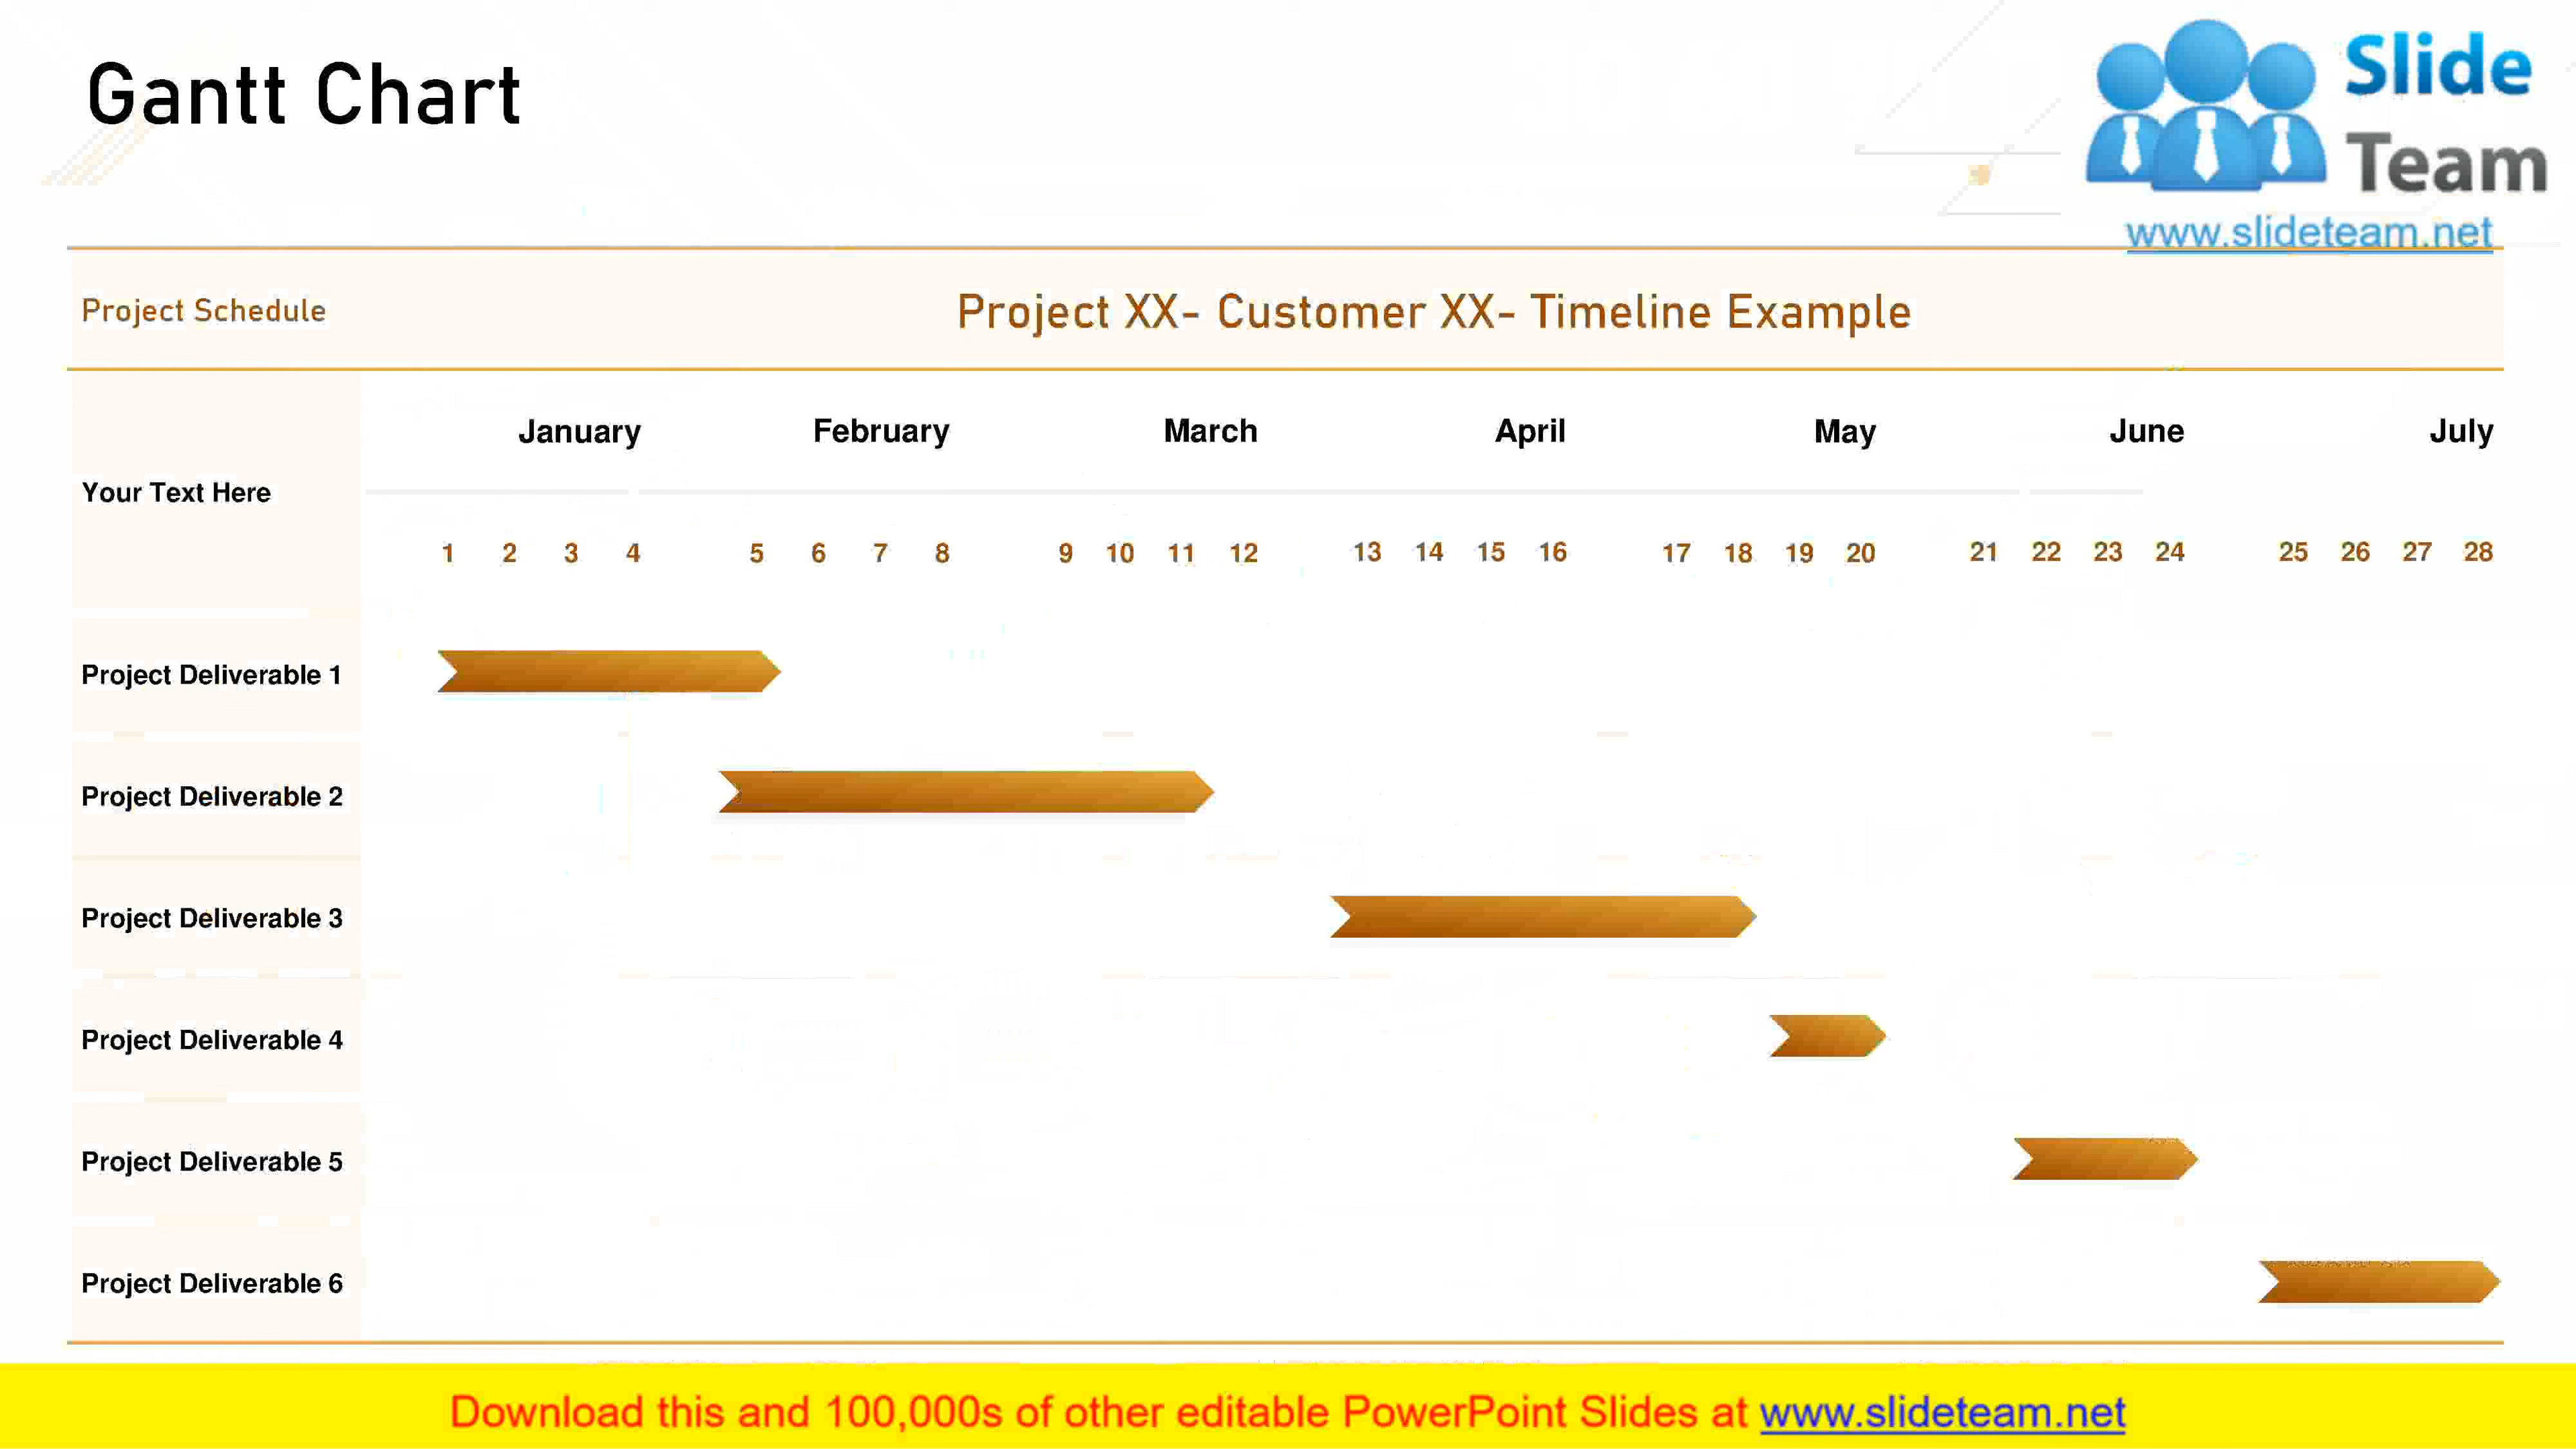 Gantt Chart
Slide
Team
www.slideteam.net
Project Schedule
Project XX- Customer XX- Timeline Example
January February March April May June July
Your Text Here
1 2 3 4 5 6 7 8 9 10 11 12 13 14 15 16 17 18 19 20 21 22 23 24 25 26 27 28
Project Deliverable 1
Project Deliverable 2
Project Deliverable 3
Project Deliverable 4
Project Deliverable 5
Project Deliverable 6
Download this and 100,000s of other editable PowerPoint Slides at www.slideteam.net